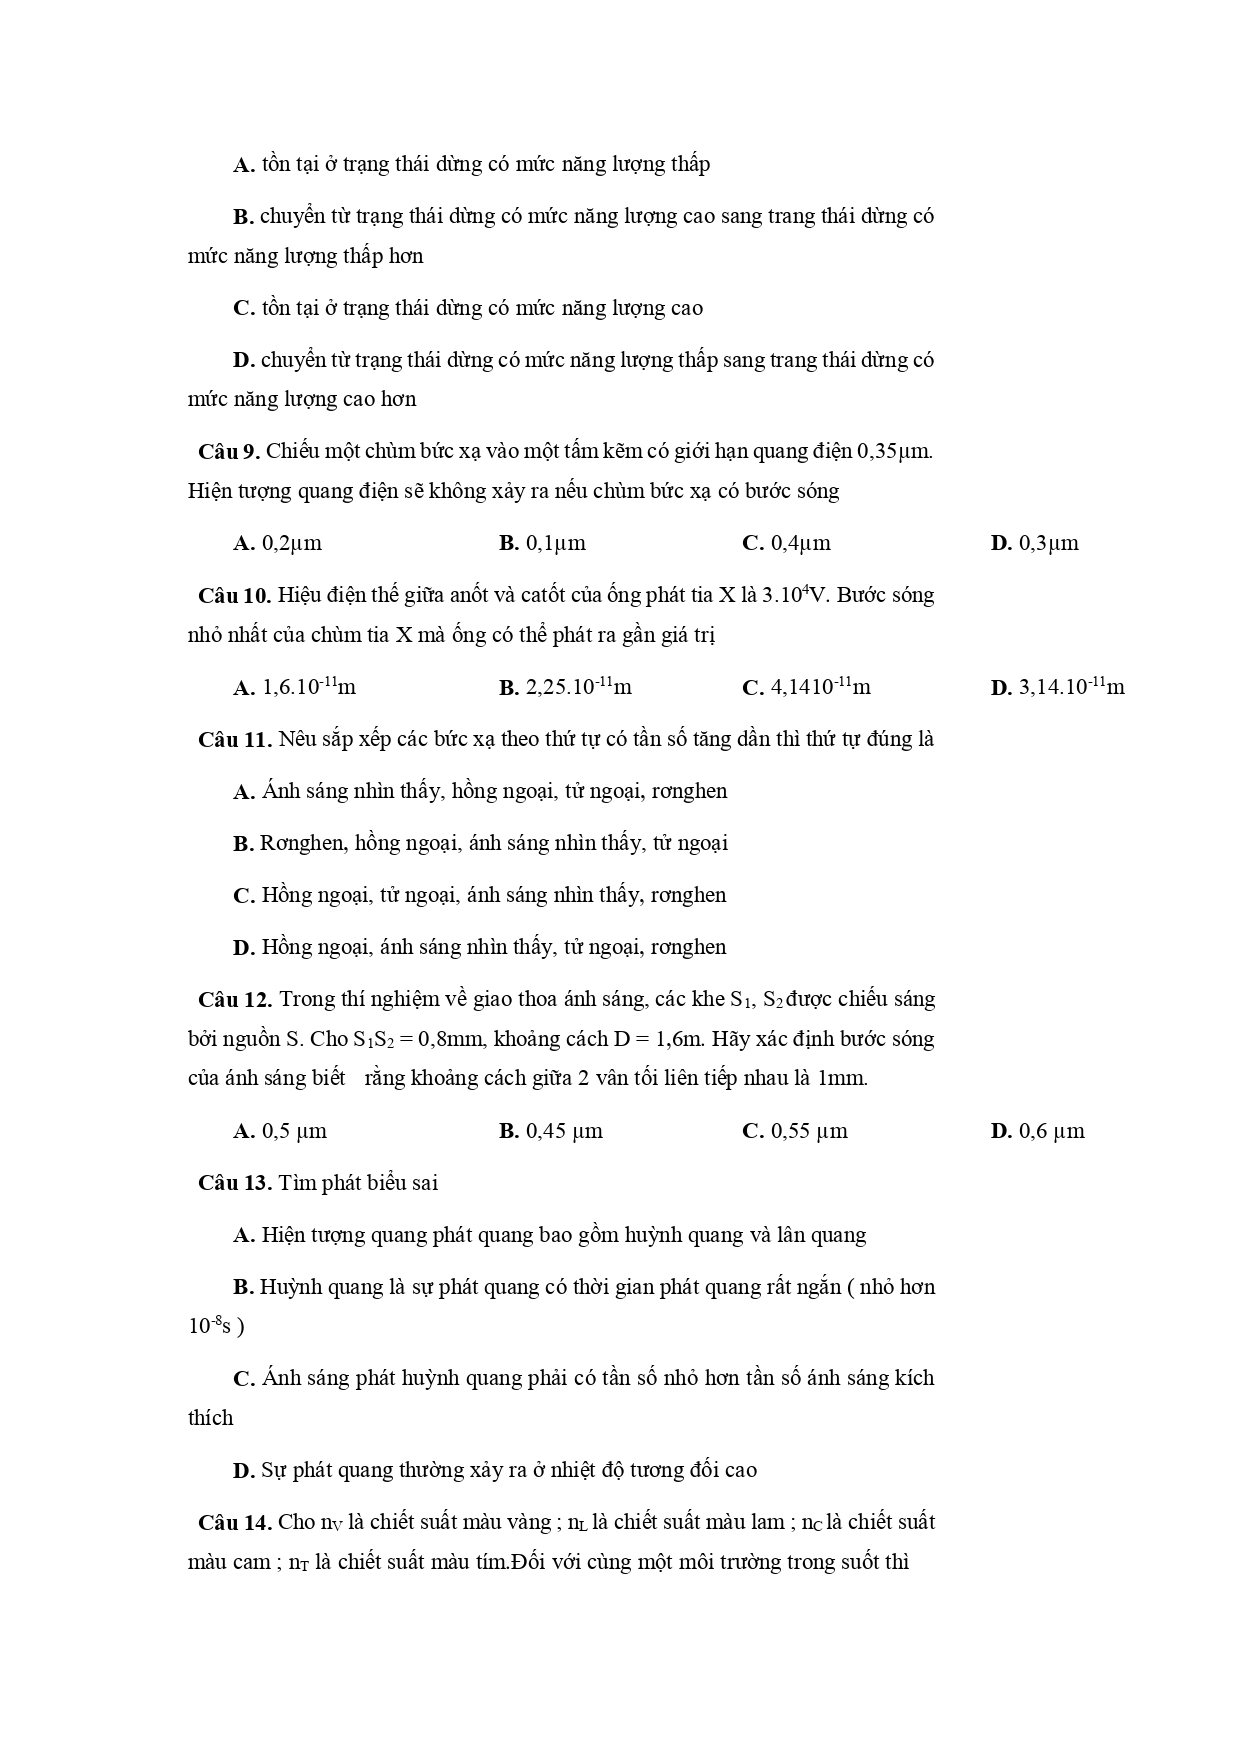 A. tồn tại ở trạng thái dừng có mức năng lượng thấp
B. chuyển từ trạng thái dừng có mức năng lượng cao sang trang thái dừng có
mức năng lượng thấp hơn
C. tồn tại ở trạng thái dừng có mức năng lượng cao
D. chuyển từ trạng thái dừng có mức năng lượng thấp sang trang thái dừng có
mức năng lượng cao hơn
Câu 9. Chiếu một chùm bức xạ vào một tấm kẽm có giới hạn quang điện 0,35µm.
Hiện tượng quang điện sẽ không xảy ra nếu chùm bức xạ có bước sóng
A. 0,2µm B. 0,1µm C. 0,4µm D. 0,3µm
Câu 10. Hiệu điện thế giữa anốt và catốt của ống phát tia X là 3.10⁴V. Bước sóng
nhỏ nhất của chùm tia X mà ống có thể phát ra gần giá trị
A. 1,6.10⁻¹¹m B. 2,25.10⁻¹¹m C. 4,1410⁻¹¹m D. 3,14.10⁻¹¹m
Câu 11. Nêu sắp xếp các bức xạ theo thứ tự có tần số tăng dần thì thứ tự đúng là
A. Ánh sáng nhìn thấy, hồng ngoại, tử ngoại, rơnghen
B. Rơnghen, hồng ngoại, ánh sáng nhìn thấy, tử ngoại
C. Hồng ngoại, tử ngoại, ánh sáng nhìn thấy, rơnghen
D. Hồng ngoại, ánh sáng nhìn thấy, tử ngoại, rơnghen
Câu 12. Trong thí nghiệm về giao thoa ánh sáng, các khe S₁, S₂ được chiếu sáng
bởi nguồn S. Cho S₁S₂ = 0,8mm, khoảng cách D = 1,6m. Hãy xác định bước sóng
của ánh sáng biết rằng khoảng cách giữa 2 vân tối liên tiếp nhau là 1mm.
A. 0,5 µm B. 0,45 µm C. 0,55 µm D. 0,6 µm
Câu 13. Tìm phát biểu sai
A. Hiện tượng quang phát quang bao gồm huỳnh quang và lân quang
B. Huỳnh quang là sự phát quang có thời gian phát quang rất ngắn ( nhỏ hơn
10⁻⁸s )
C. Ánh sáng phát huỳnh quang phải có tần số nhỏ hơn tần số ánh sáng kích
thích
D. Sự phát quang thường xảy ra ở nhiệt độ tương đối cao
Câu 14. Cho n_V là chiết suất màu vàng ; n_L là chiết suất màu lam ; n_C là chiết suất
màu cam ; n_T là chiết suất màu tím.Đối với cùng một môi trường trong suốt thì